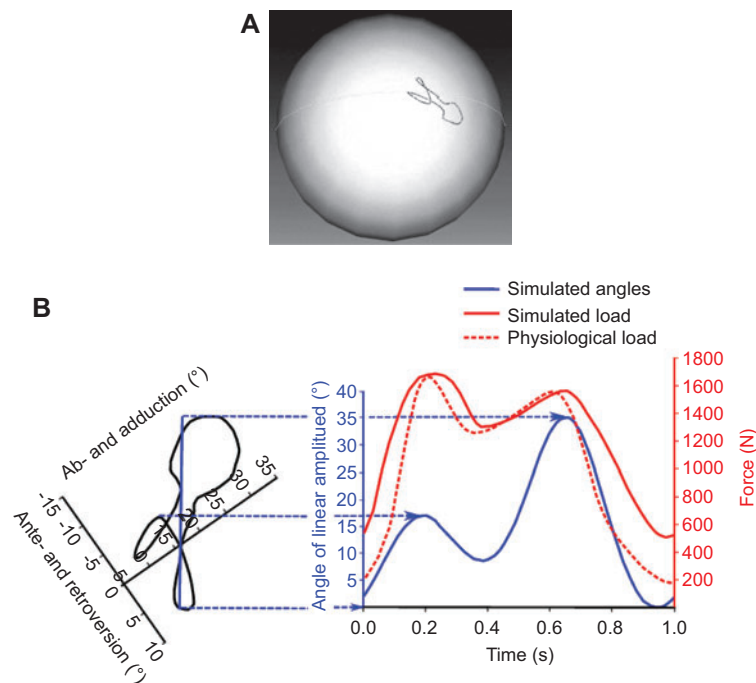 A
B
Simulated angles
Simulated load
Physiological load
Ab- and adduction (°)
Ante- and retroversion (°)
-15
-10
-5
0
5
10
5
9
15
20
25
30
35
Angle of linear amplitued (°)
40
35
30
25
20
15
10
5
1800
1600
1400
1200
1000
800
600
400
200
Force (N)
0.0 0.2 0.4 0.6 0.8 1.0
Time (s)